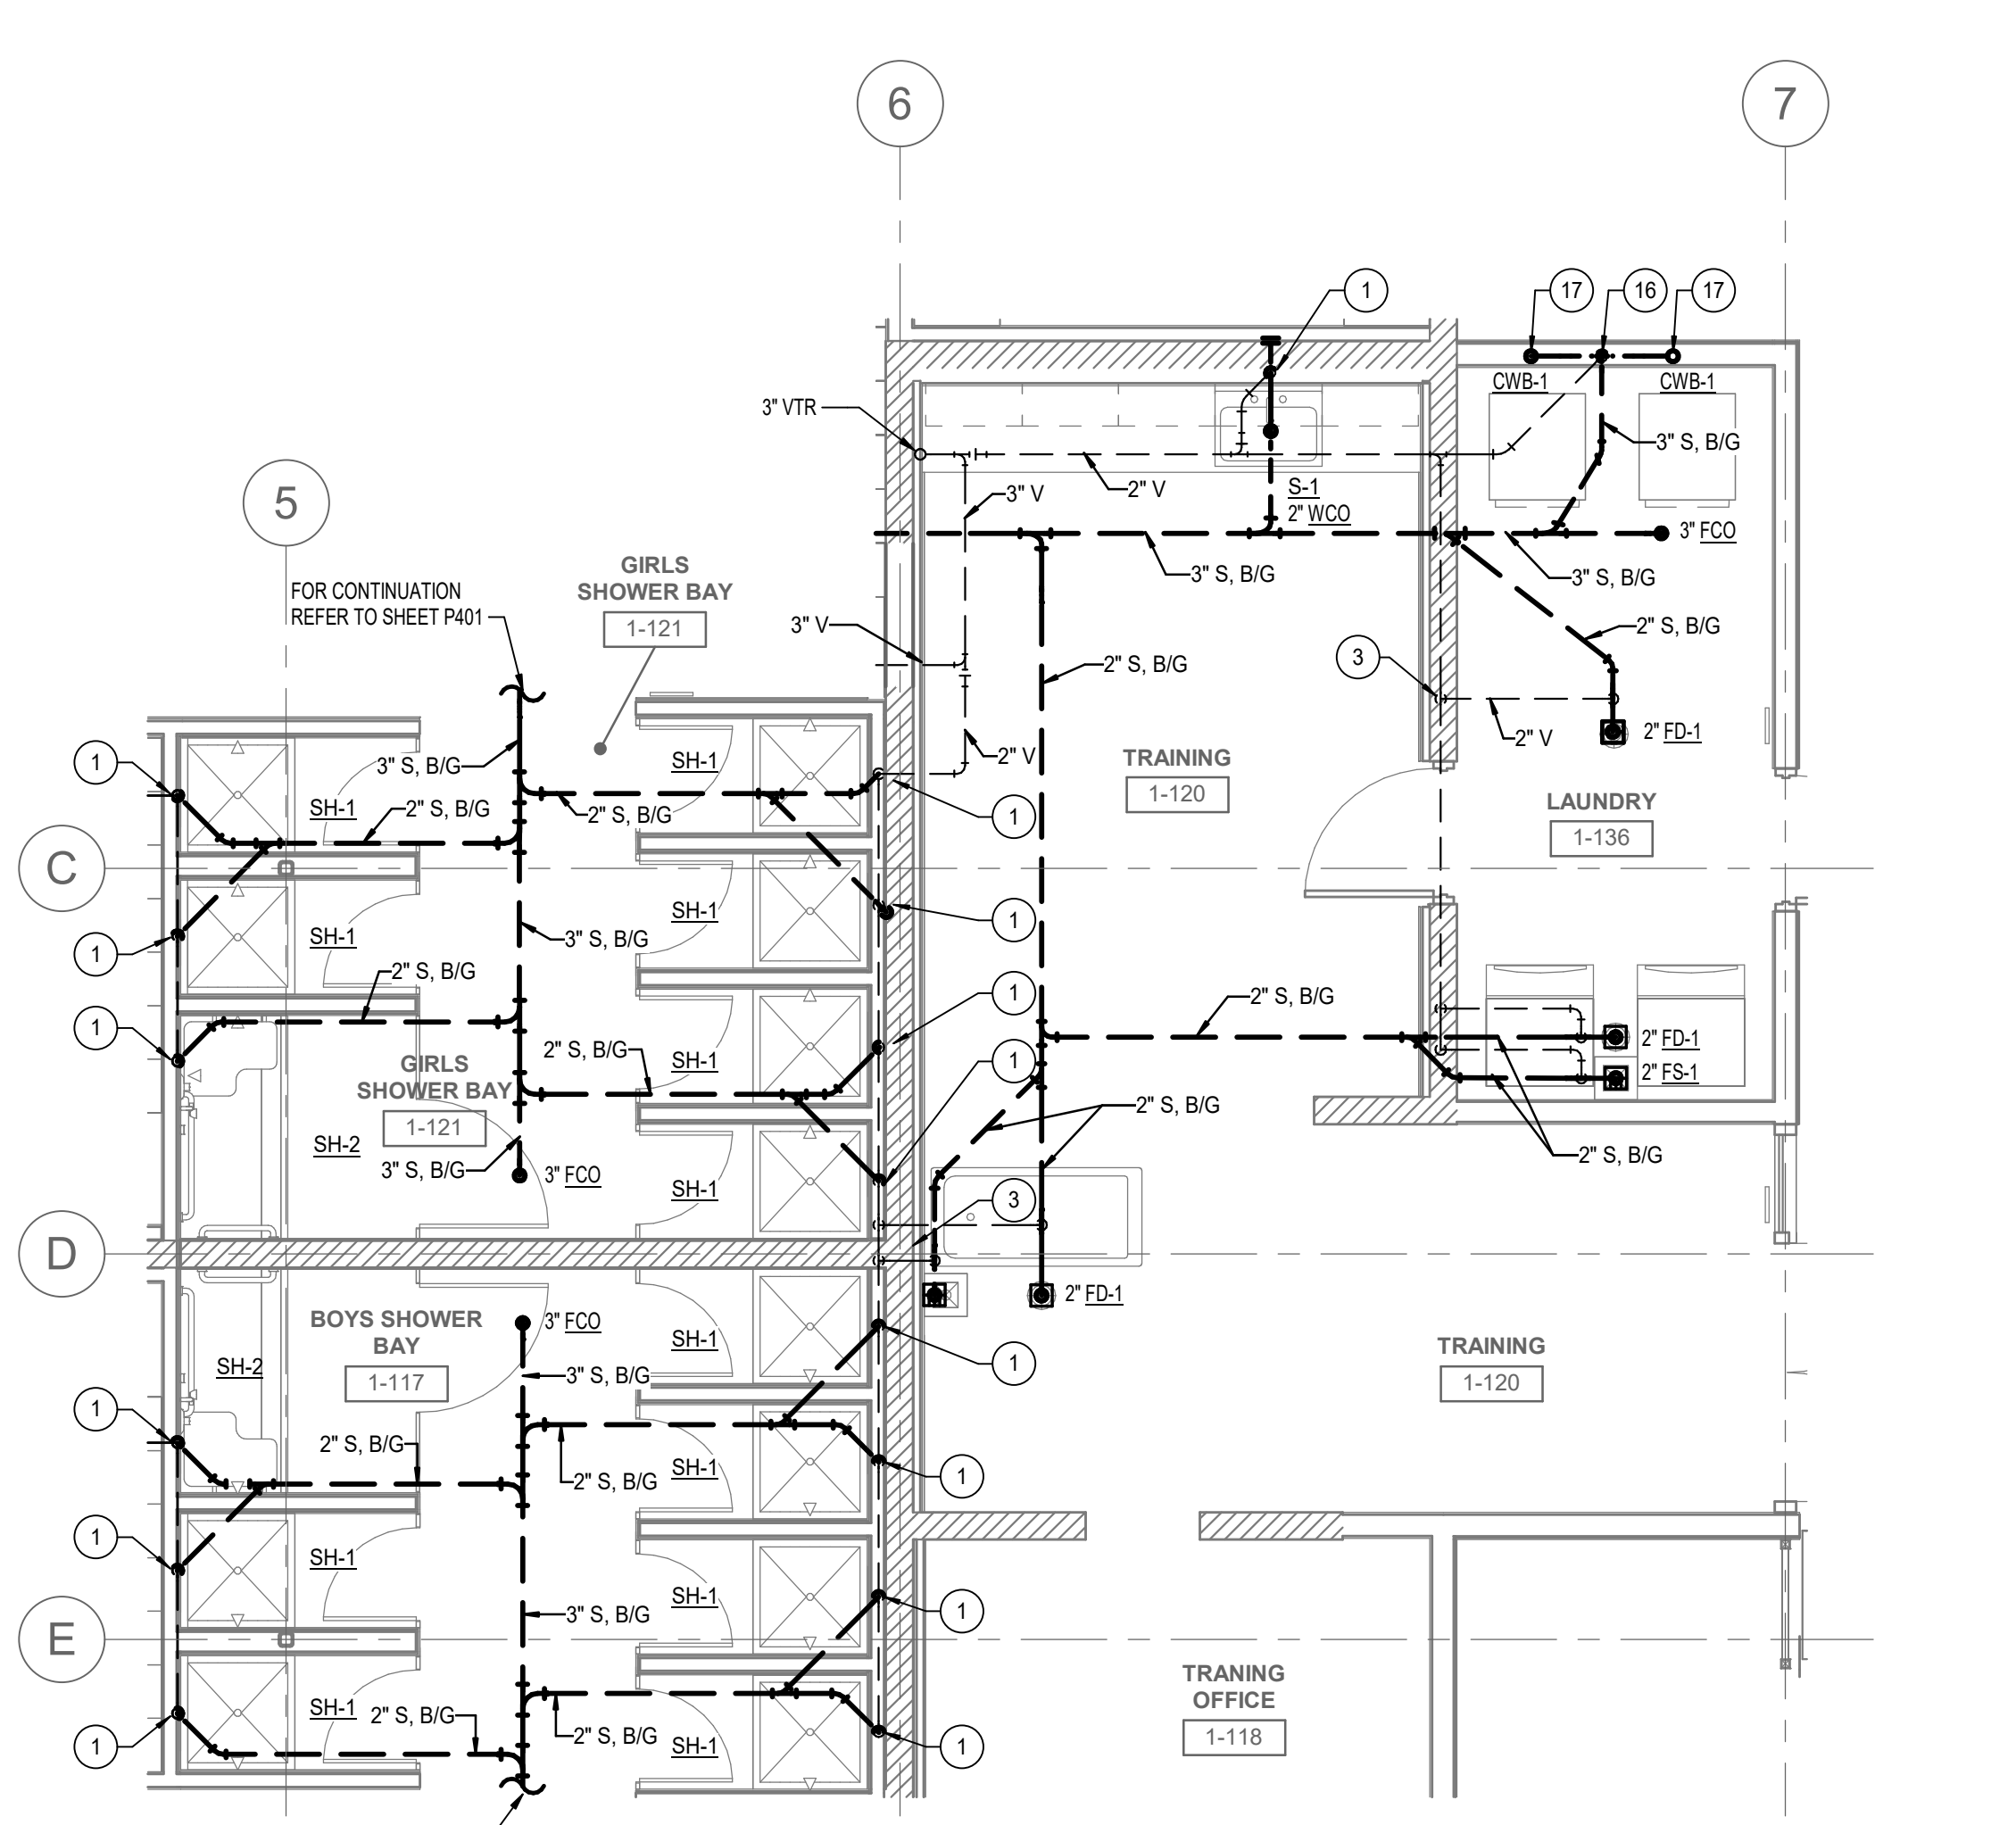 6
7
1
17
16
17
CWB-1
CWB-1
3" VTR
3" S, B/G
5
3" V
2" V
S-1
2" WCO
3" FCO
GIRLS
SHOWER BAY
1-121
3" S, B/G
3" S, B/G
FOR CONTINUATION
REFER TO SHEET P401
3" V
2" S, B/G
2" S, B/G
3
2" V
2" FD-1
1
3" S, B/G
SH-1
2" V
TRAINING
1-120
SH-1
2" S, B/G
2" S, B/G
1
LAUNDRY
1-136
C
SH-1
1
1
SH-1
3" S, B/G
2" S, B/G
1
1
2" S, B/G
2" S, B/G
SH-1
1
2" FD-1
2" FS-1
GIRLS
SHOWER BAY
1-121
2" S, B/G
SH-2
3" S, B/G
3" FCO
SH-1
3
2" S, B/G
D
2" FD-1
BOYS SHOWER
BAY
1-117
3" FCO
SH-1
1
TRAINING
1-120
SH-2
3" S, B/G
1
2" S, B/G
2" S, B/G
SH-1
1
1
SH-1
SH-1
1
3" S, B/G
E
SH-1
2" S, B/G
2" S, B/G
SH-1
1
1
TRANING
OFFICE
1-118